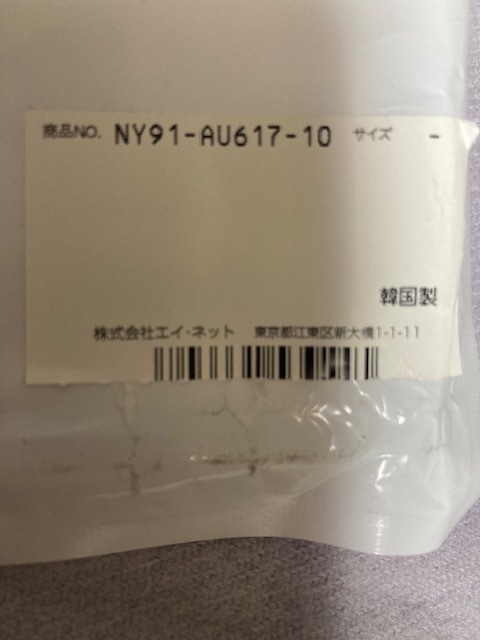 商品NO. NY91-AU617-10 サイズ -
韓国製
株式会社エイ・ネット 東京都江東区新大橋1-1-11